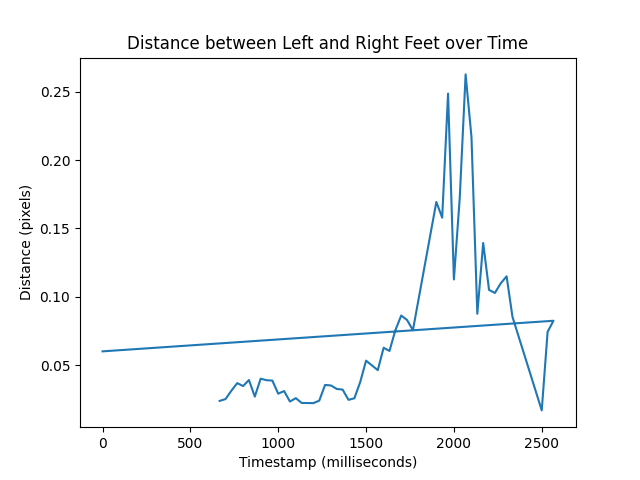 Distance between Left and Right Feet over Time
0.25
0.20
0.15
0.10
0.05
Distance (pixels)
0 500 1000 1500 2000 2500
Timestamp (milliseconds)